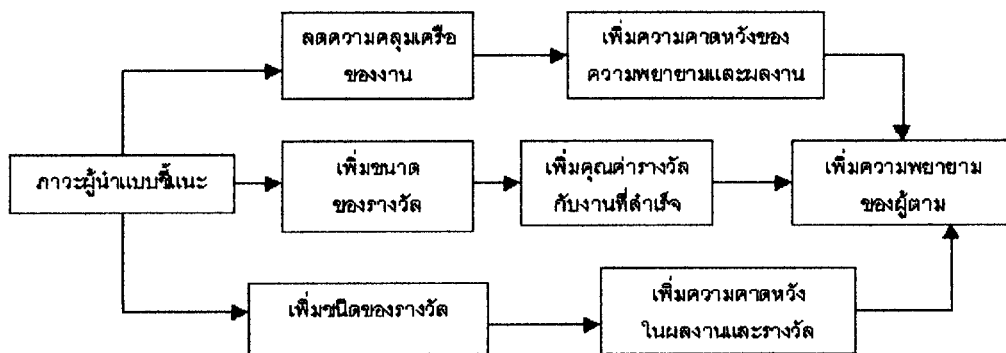 ลดความคลุมเครือ
ของงาน
เพิ่มความคาดหวังของ
ความพยายามและผลงาน
ภาวะผู้นำแบบชี้แนะ
เพิ่มขนาด
ของรางวัล
เพิ่มคุณค่ารางวัล
กับงานที่สำเร็จ
เพิ่มความพยายาม
ของผู้ตาม
เพิ่มชนิดของรางวัล
เพิ่มความคาดหวัง
ในผลงานและรางวัล